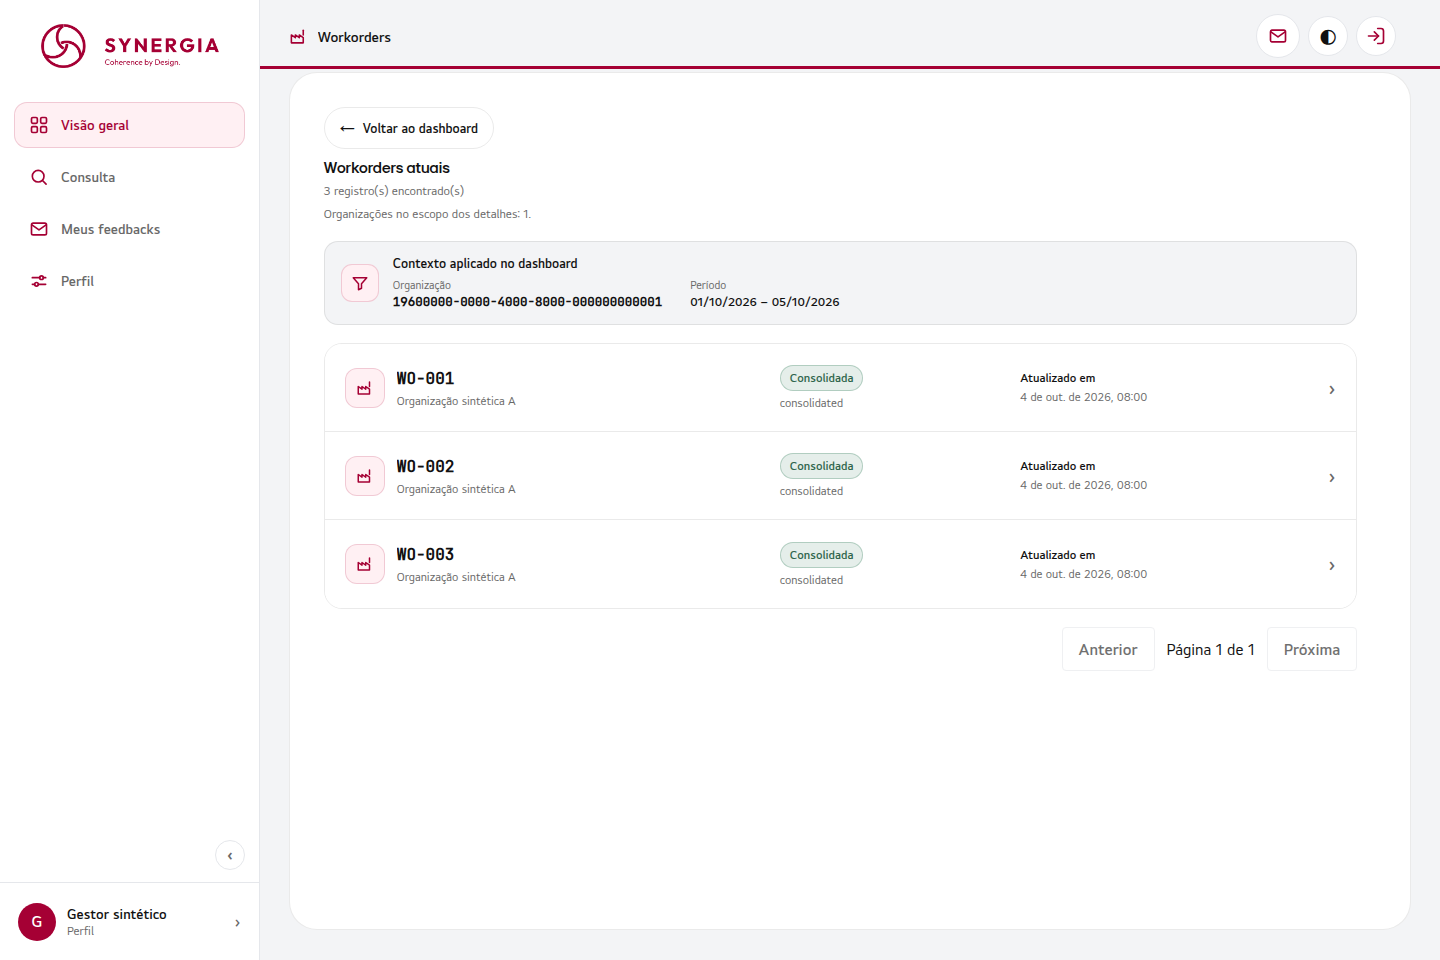 SYNERGIA
Coherence by Design.
Visão geral
Consulta
Meus feedbacks
Perfil
G
Gestor sintético
Perfil
Workorders
← Voltar ao dashboard
Workorders atuais
3 registro(s) encontrado(s)
Organizações no escopo dos detalhes: 1.
Contexto aplicado no dashboard
Organização
19600000-0000-4000-8000-000000000001
Período
01/10/2026 – 05/10/2026
WO-001
Organização sintética A
Consolidada
consolidated
Atualizado em
4 de out. de 2026, 08:00
WO-002
Organização sintética A
Consolidada
consolidated
Atualizado em
4 de out. de 2026, 08:00
WO-003
Organização sintética A
Consolidada
consolidated
Atualizado em
4 de out. de 2026, 08:00
Anterior Página 1 de 1 Próxima